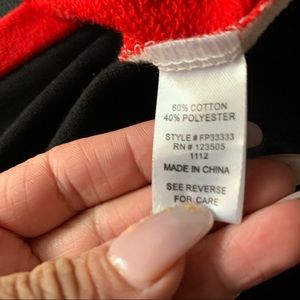 60% COTTON
40% POLYESTER
STYLE # FP33333
RN # 123505
1112
MADE IN CHINA
SEE REVERSE
FOR CARE